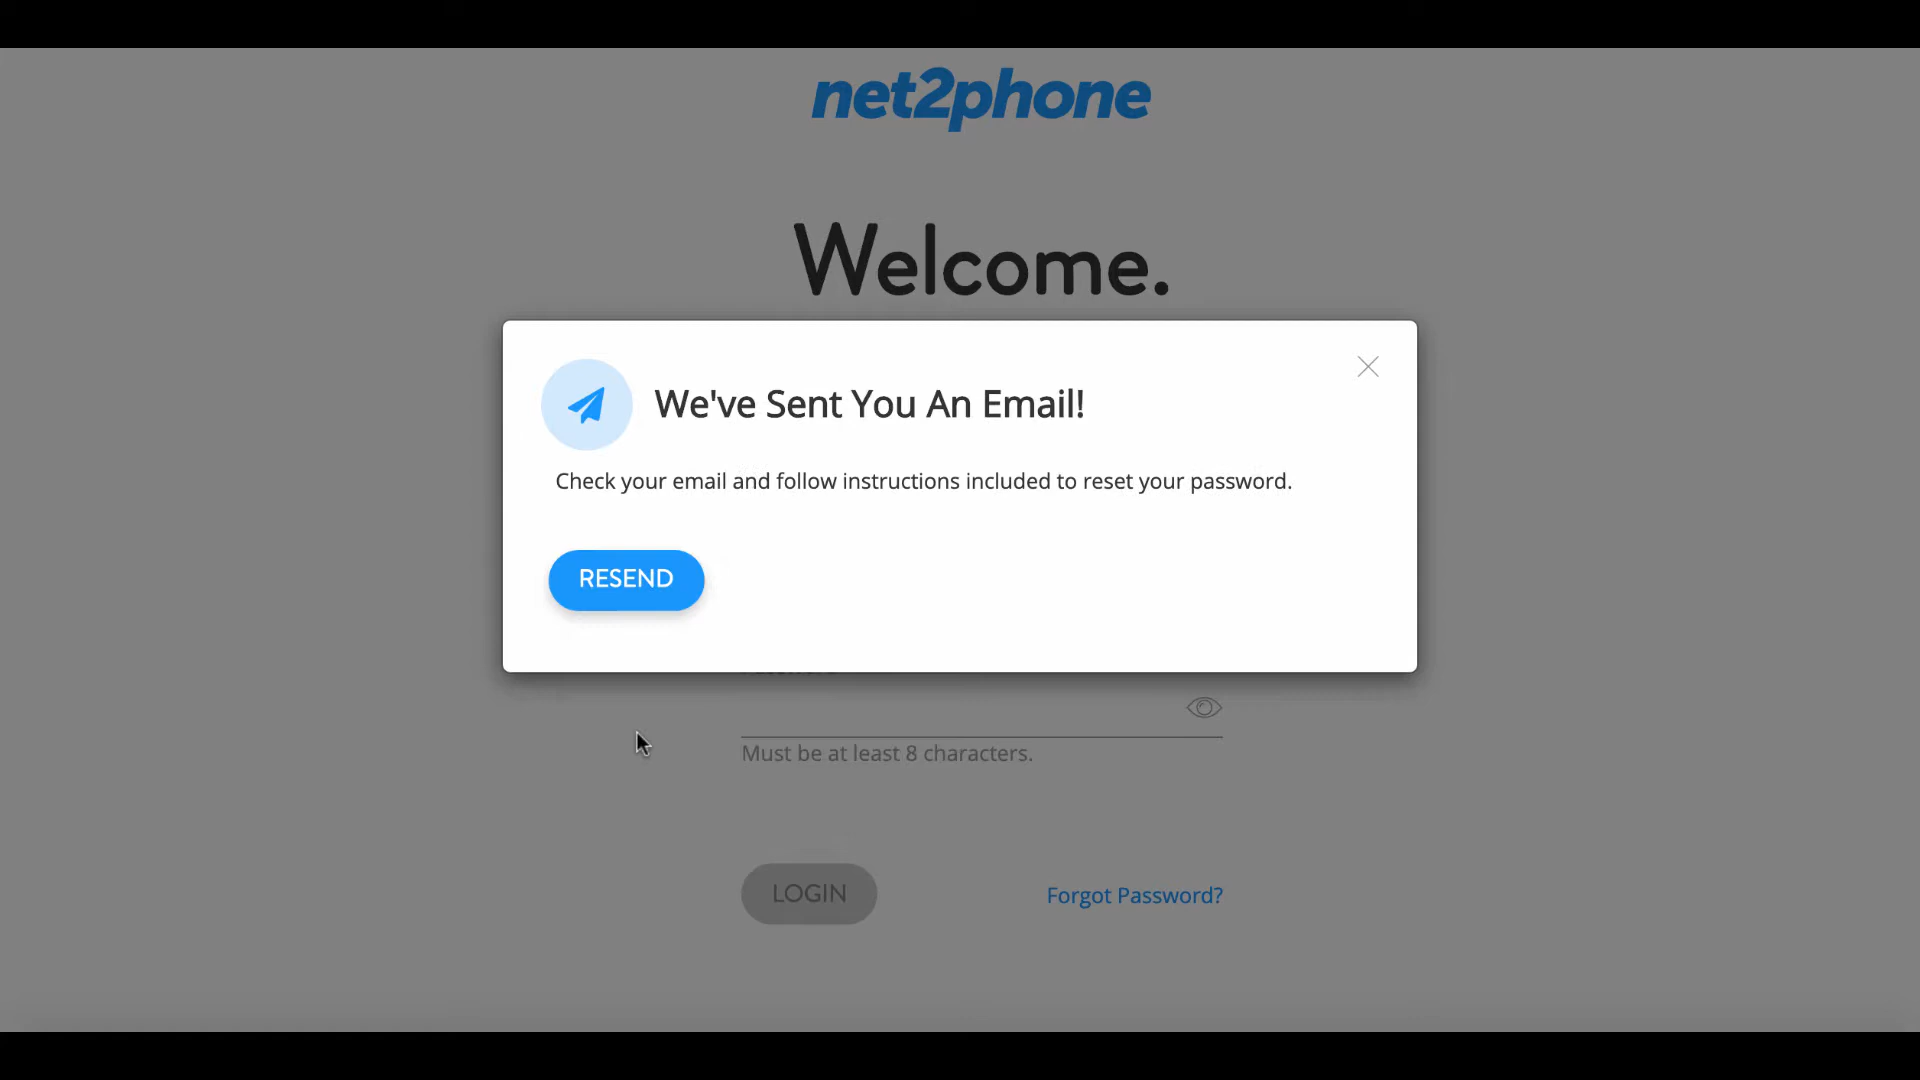 net2phone
Welcome.
We've Sent You An Email!
Check your email and follow instructions included to reset your password.
RESEND
Must be at least 8 characters.
LOGIN
Forgot Password?